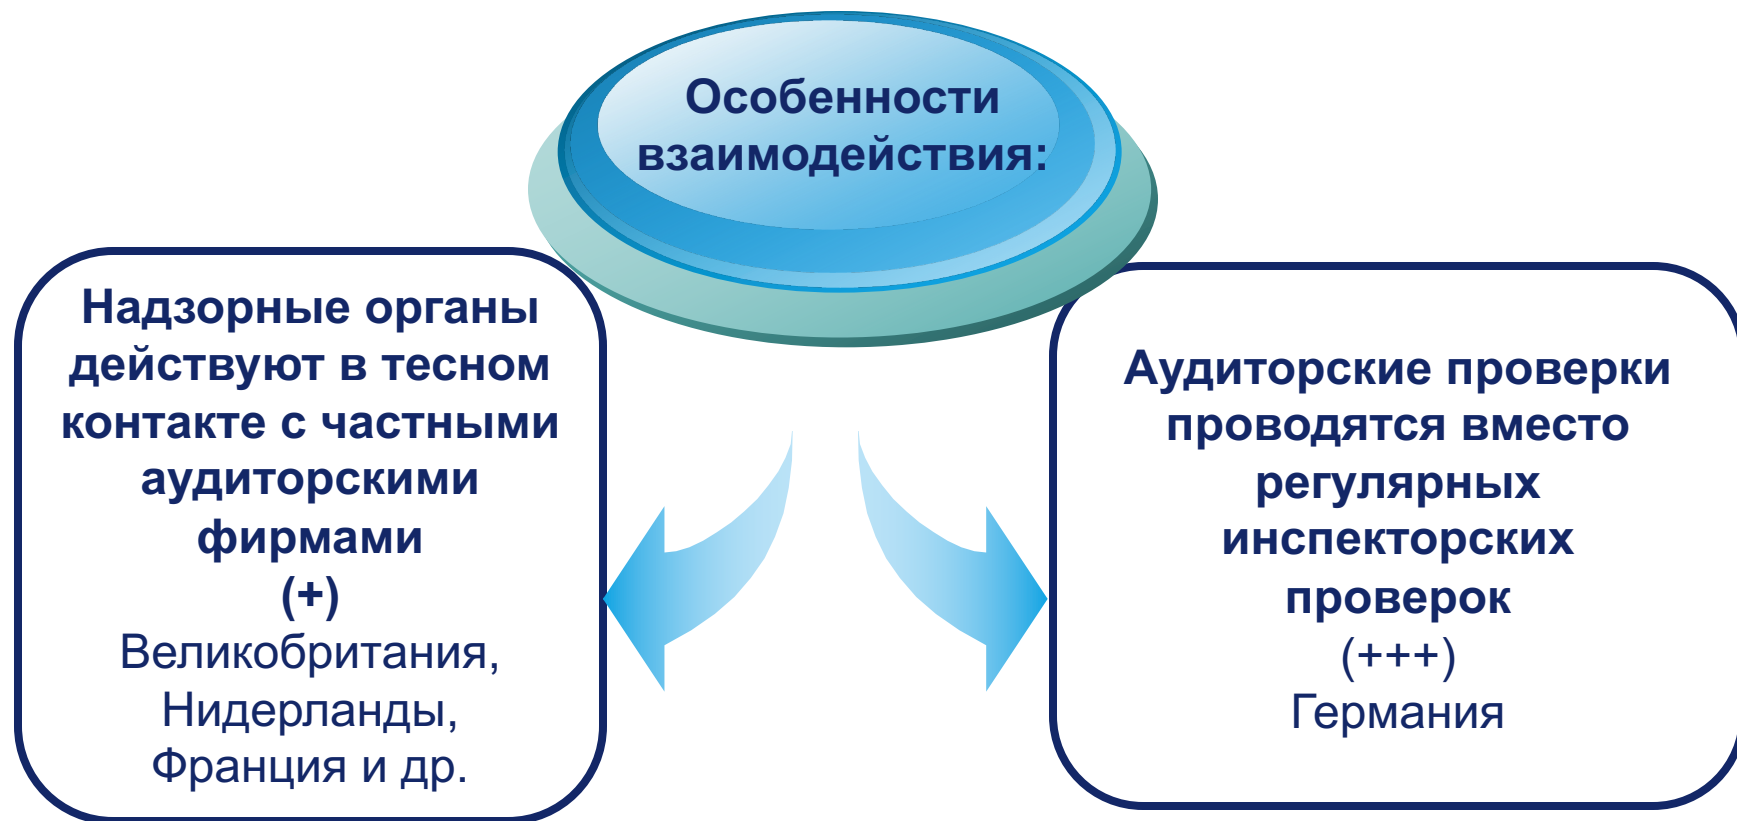 Особенности
взаимодействия:
Надзорные органы
действуют в тесном
контакте с частными
аудиторскими
фирмами
(+)
Великобритания,
Нидерланды,
Франция и др.
Аудиторские проверки
проводятся вместо
регулярных
инспекторских
проверок
(+++)
Германия